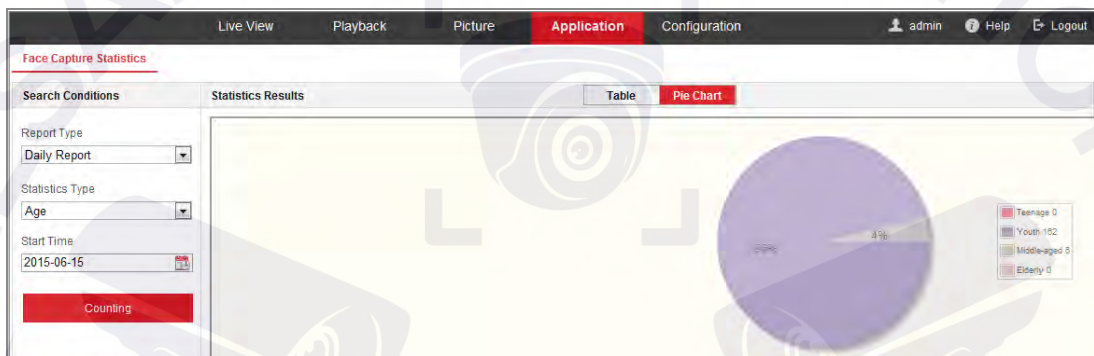 Live View Playback Picture Application Configuration admin Help Logout
Face Capture Statistics
Search Conditions
Statistics Results
Table Pie Chart
Report Type
Daily Report
Statistics Type
Age
Start Time
2015-06-15
Counting
4%
Teenage 0
Youth 162
Middle-aged 8
Elderly 0